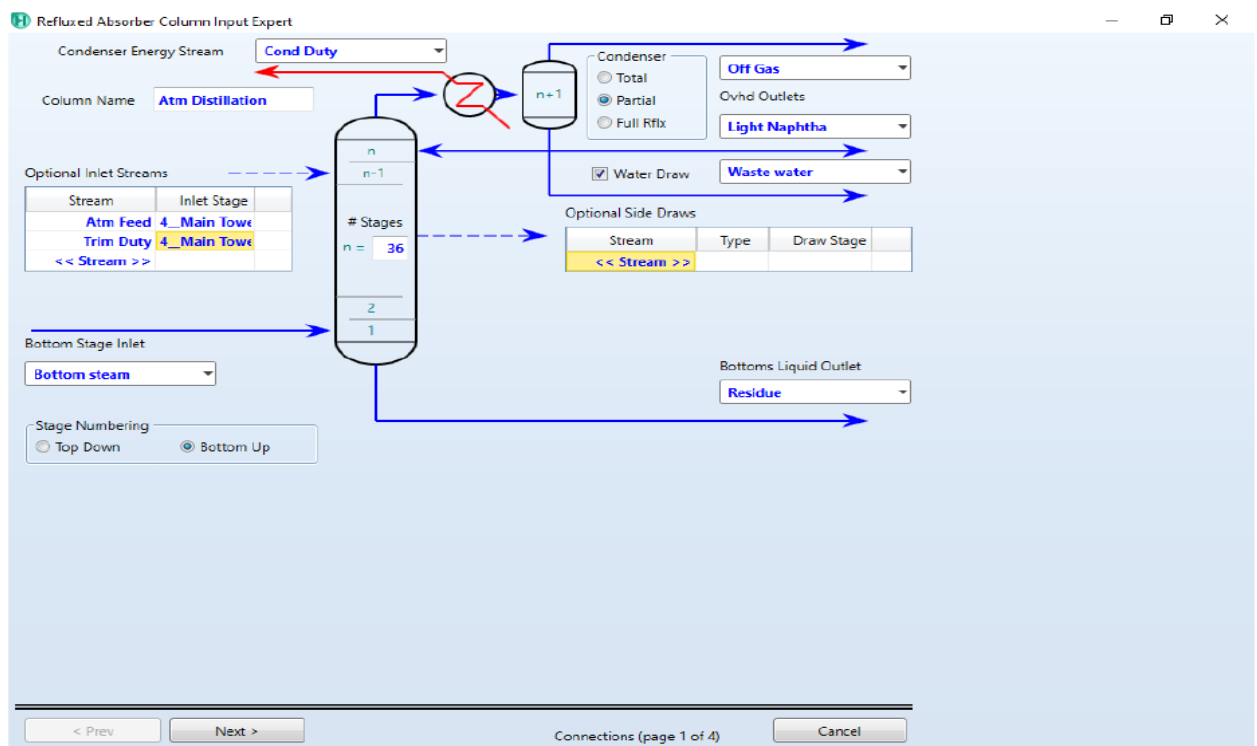 Refluxed Absorber Column Input Expert
Condenser Energy Stream
Cond Duty
Column Name
Atm Distillation
n+1
Condenser
Total
Partial
Full Rflx
Off Gas
Ovhd Outlets
Light Naphtha
Water Draw
Waste water
Optional Inlet Streams
Stream Inlet Stage
Atm Feed 4__Main Towe
Trim Duty 4__Main Towe
<< Stream >>
n
n-1
# Stages
n = 36
2
1
Optional Side Draws
Stream Type Draw Stage
<< Stream >>
Bottom Stage Inlet
Bottom steam
Bottoms Liquid Outlet
Residue
Stage Numbering
Top Down Bottom Up
< Prev Next > Connections (page 1 of 4) Cancel